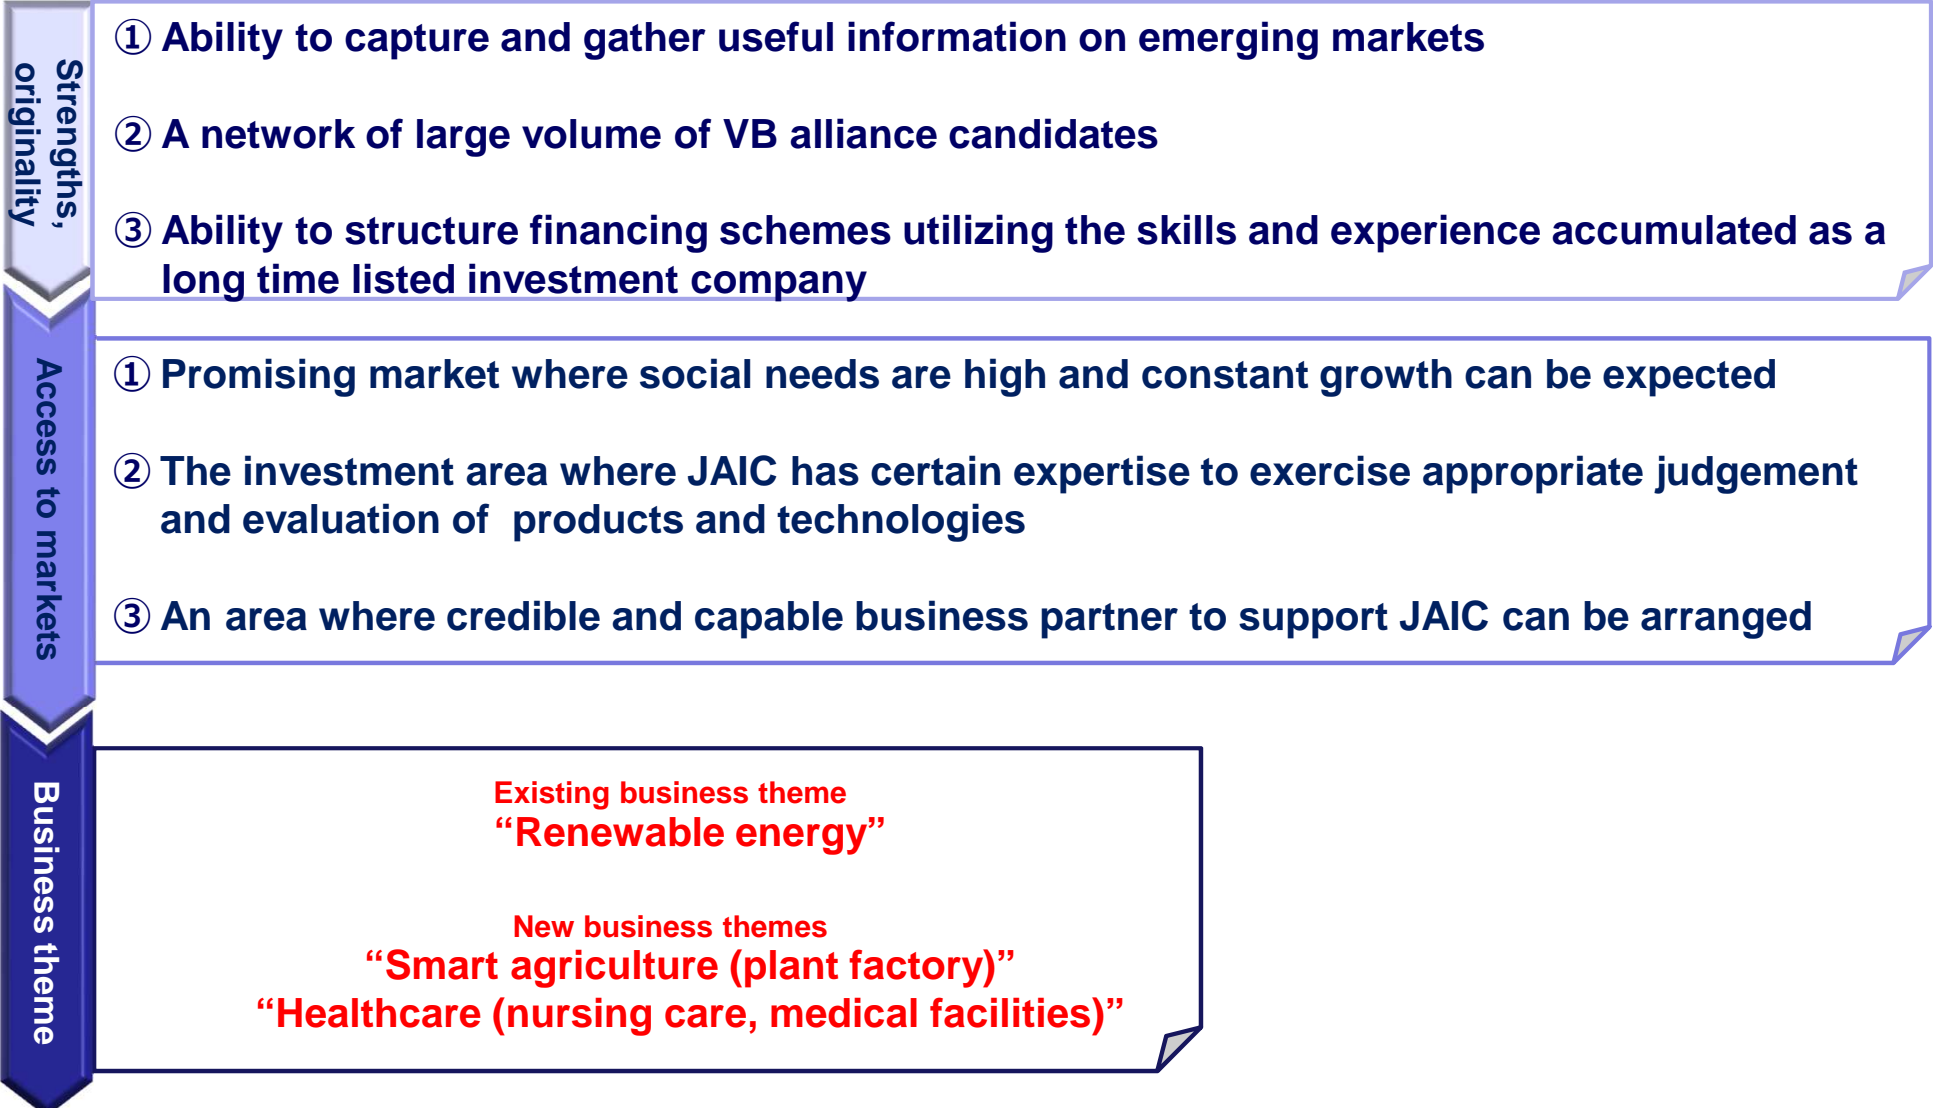 Strengths,
originality
① Ability to capture and gather useful information on emerging markets
② A network of large volume of VB alliance candidates
③ Ability to structure financing schemes utilizing the skills and experience accumulated as a
long time listed investment company
Access to markets
① Promising market where social needs are high and constant growth can be expected
② The investment area where JAIC has certain expertise to exercise appropriate judgement
and evaluation of  products and technologies
③ An area where credible and capable business partner to support JAIC can be arranged
Business theme
Existing business theme
“Renewable energy”
New business themes
“Smart agriculture (plant factory)”
“Healthcare (nursing care, medical facilities)”